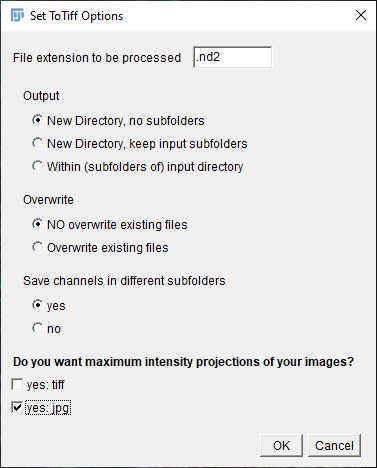 Set ToTiff Options
File extension to be processed .nd2
Output
New Directory, no subfolders
New Directory, keep input subfolders
Within (subfolders of) input directory
Overwrite
NO overwrite existing files
Overwrite existing files
Save channels in different subfolders
yes
no
Do you want maximum intensity projections of your images?
yes: tiff
yes: jpg
OK Cancel